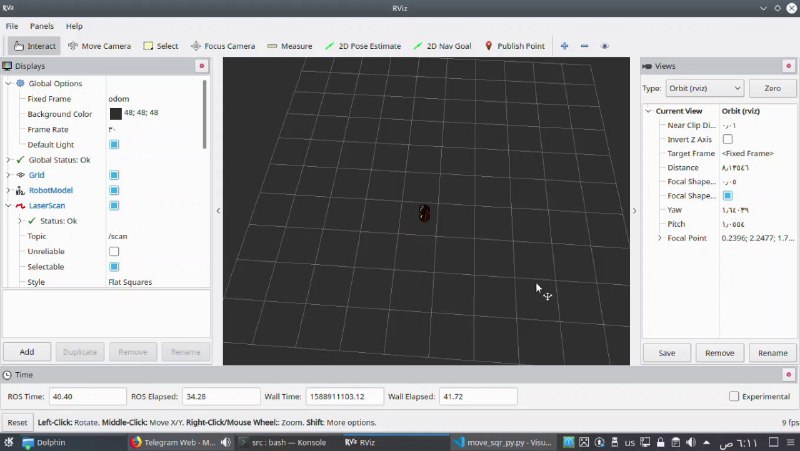 RViz
RViz
File Panels Help
Interact Move Camera Select Focus Camera Measure 2D Pose Estimate 2D Nav Goal Publish Point
Displays
Global Options
Fixed Frame odom
Background Color 48; 48; 48
Frame Rate ٣٠
Default Light
Global Status: Ok
Grid
RobotModel
LaserScan
Status: Ok
Topic /scan
Unreliable
Selectable
Style Flat Squares
Add Duplicate Remove Rename
Views
Type: Orbit (rviz) Zero
Current View Orbit (rviz)
Near Clip Di... ٠٫٠١
Invert Z Axis
Target Frame <Fixed Frame>
Distance ٨٫١٣٥٤٦
Focal Shape... ٠٫٠٥
Focal Shape...
Yaw ١٫٦٤٠٣٩
Pitch ١٫٠٥٥٤
Focal Point 0.2396; 2.2477; 1.7...
Save Remove Rename
Time
ROS Time: 40.40 ROS Elapsed: 34.28 Wall Time: 1588911103.12 Wall Elapsed: 41.72 Experimental
Reset Left-Click: Rotate. Middle-Click: Move X/Y. Right-Click/Mouse Wheel:: Zoom. Shift: More options. 9 fps
Dolphin Telegram Web - M... src : bash — Konsole RViz move_sqr_py.py - Visu... us ٦:١١ ص